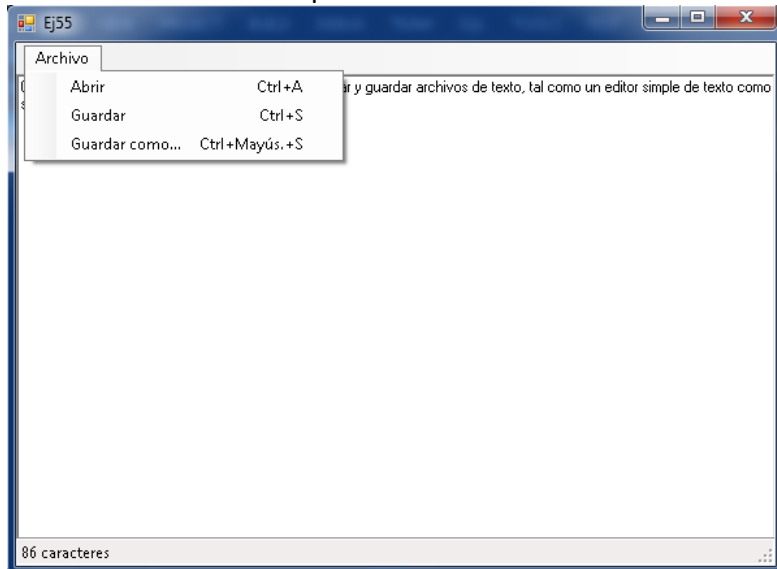 Ej55
Archivo
Abrir Ctrl+A
y guardar archivos de texto, tal como un editor simple de texto como
Guardar Ctrl+S
Guardar como... Ctrl+Mayús.+S
86 caracteres